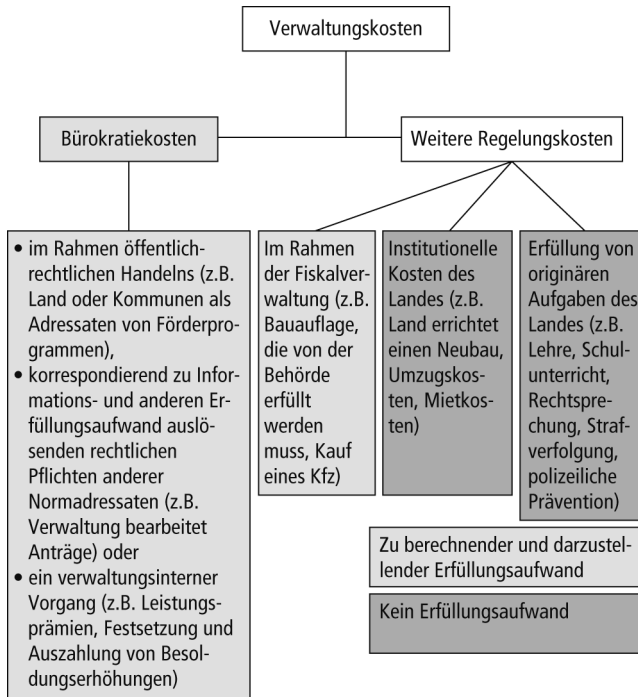 Verwaltungskosten
Bürokratiekosten
Weitere Regelungskosten
• im Rahmen öffentlich-
rechtlichen Handelns (z.B.
Land oder Kommunen als
Adressaten von Förderpro-
grammen),
• korrespondierend zu Infor-
mations- und anderen Er-
füllungsaufwand auslö-
senden rechtlichen
Pflichten anderer
Normadressaten (z.B.
Verwaltung bearbeitet
Anträge) oder
• ein verwaltungsinterner
Vorgang (z.B. Leistungs-
prämien, Festsetzung und
Auszahlung von Besol-
dungserhöhungen)
Im Rahmen
der Fiskalver-
waltung (z.B.
Bauauflage,
die von der
Behörde
erfüllt
werden
muss, Kauf
eines Kfz)
Institutionelle
Kosten des
Landes (z.B.
Land errichtet
einen Neubau,
Umzugskos-
ten, Mietkos-
ten)
Erfüllung von
originären
Aufgaben des
Landes (z.B.
Lehre, Schul-
unterricht,
Rechtspre-
chung, Straf-
verfolgung,
polizeiliche
Prävention)
Zu berechnender und darzustel-
lender Erfüllungsaufwand
Kein Erfüllungsaufwand